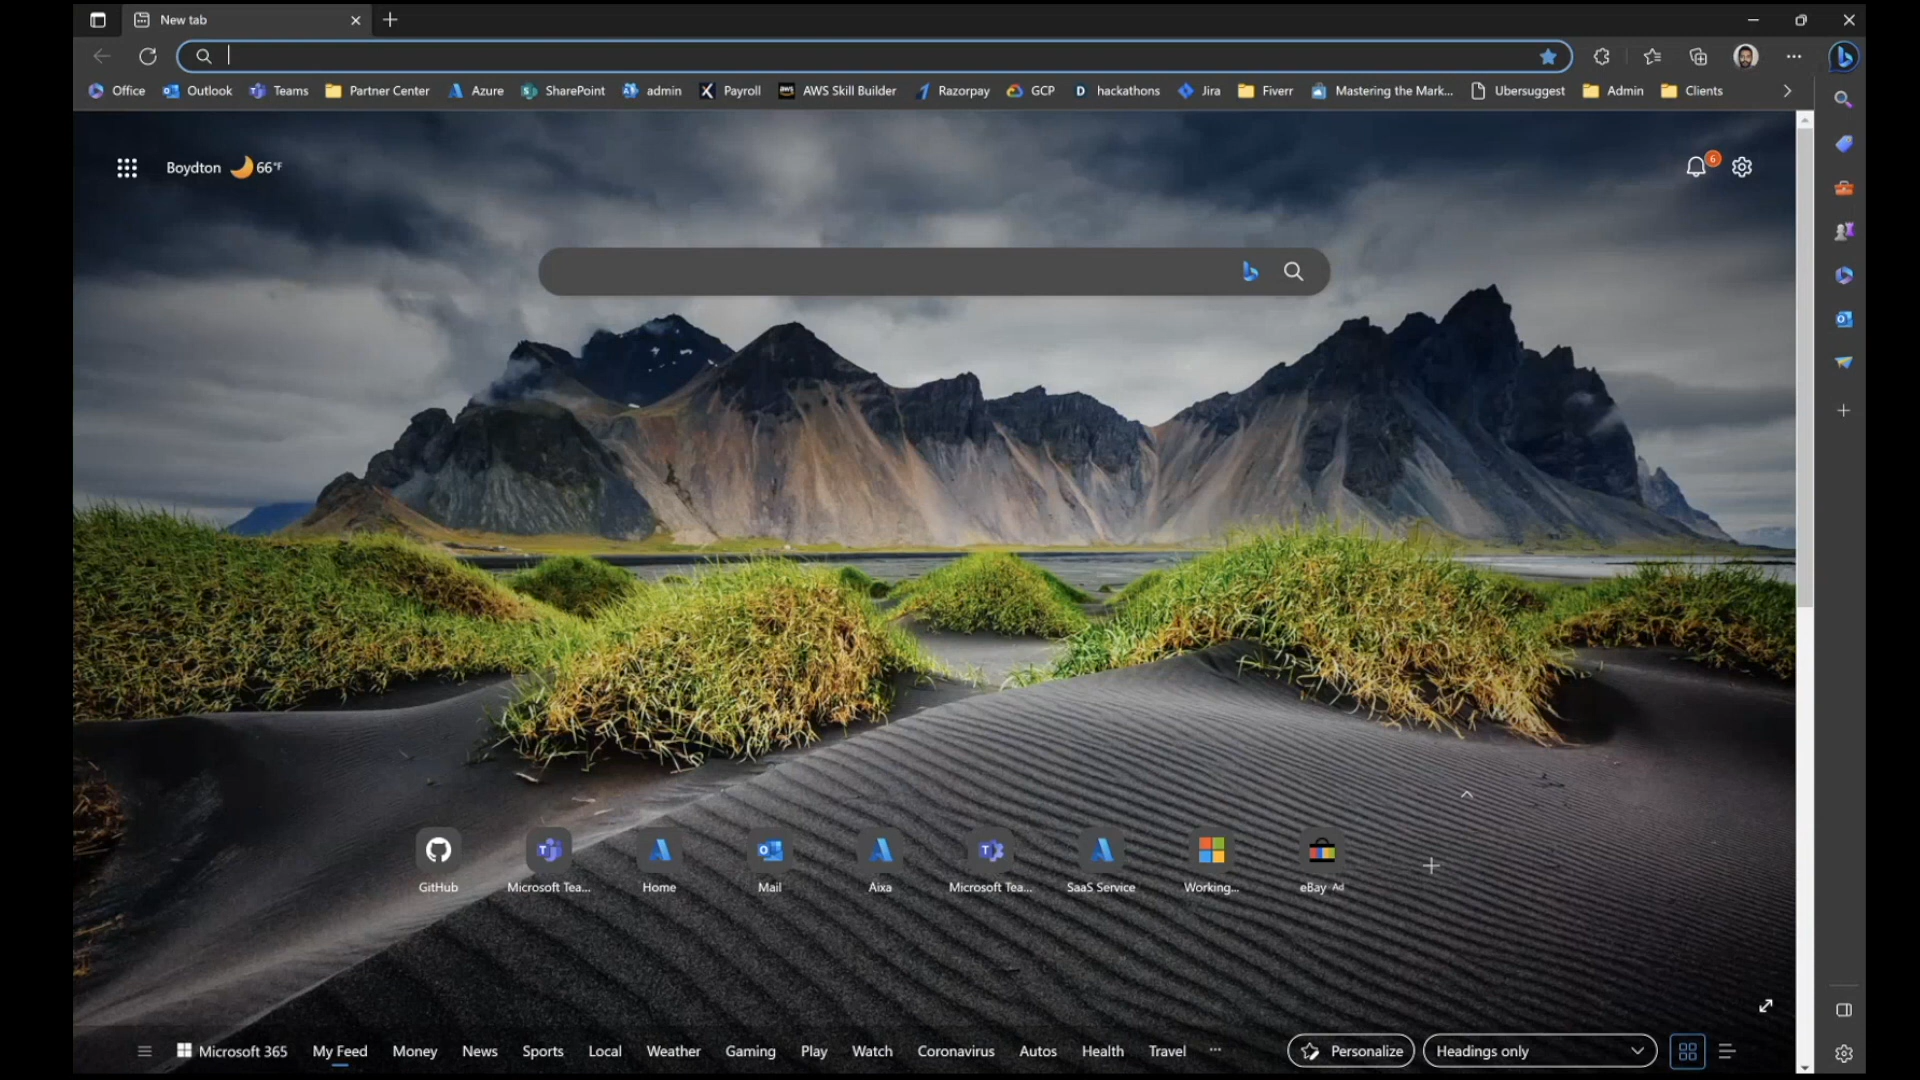 New tab
Office Outlook Teams Partner Center Azure SharePoint admin Payroll AWS Skill Builder Razorpay GCP hackathons Jira Fiverr Mastering the Mark... Ubersuggest Admin Clients
Boydton 66°F
6
GitHub Microsoft Tea... Home Mail Aixa Microsoft Tea... SaaS Service Working... eBay Ad
Microsoft 365 My Feed Money News Sports Local Weather Gaming Play Watch Coronavirus Autos Health Travel ... Personalize Headings only